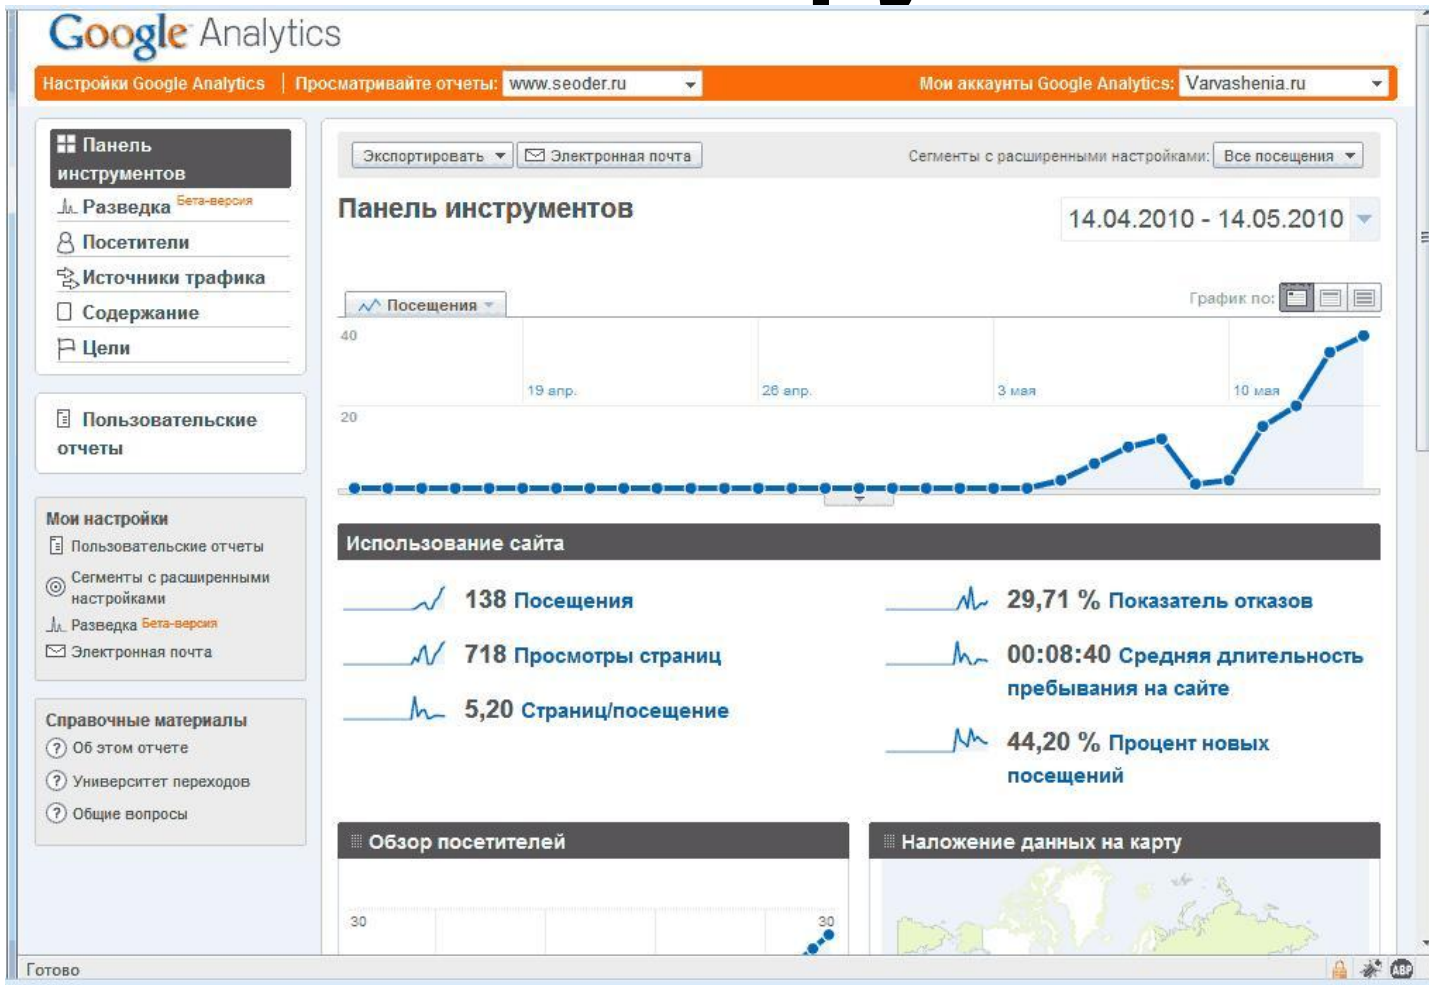 Google Analytics
Настройки Google Analytics | Просматривайте отчеты: www.seoder.ru Мои аккаунты Google Analytics: Varvashenia.ru
Панель
инструментов
Разведка Бета-версия
Посетители
Источники трафика
Содержание
Цели
Пользовательские
отчеты
Мои настройки
Пользовательские отчеты
Сегменты с расширенными
настройками
Разведка Бета-версия
Электронная почта
Справочные материалы
Об этом отчете
Университет переходов
Общие вопросы
Экспортировать Электронная почта Сегменты с расширенными настройками: Все посещения
Панель инструментов
14.04.2010 - 14.05.2010
Посещения График по:
40
19 апр. 26 апр. 3 мая 10 мая
20
Использование сайта
138 Посещения
718 Просмотры страниц
5,20 Страниц/посещение
29,71 % Показатель отказов
00:08:40 Средняя длительность
пребывания на сайте
44,20 % Процент новых
посещений
Обзор посетителей
30 30
Наложение данных на карту
Готово ABP